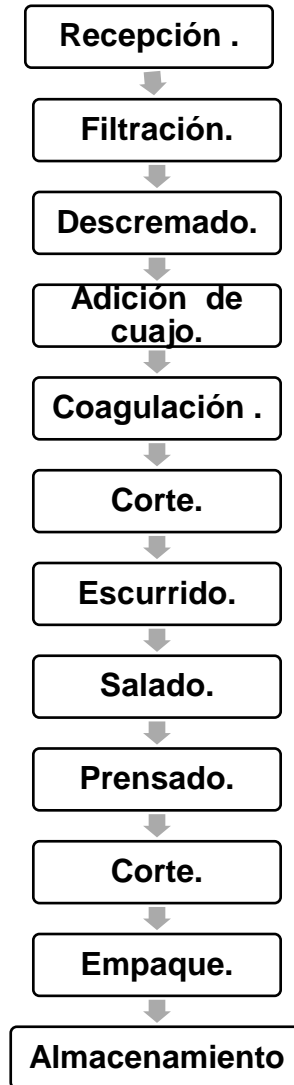 Recepción .
Filtración.
Descremado.
Adición de
cuajo.
Coagulación .
Corte.
Escurrido.
Salado.
Prensado.
Corte.
Empaque.
Almacenamiento